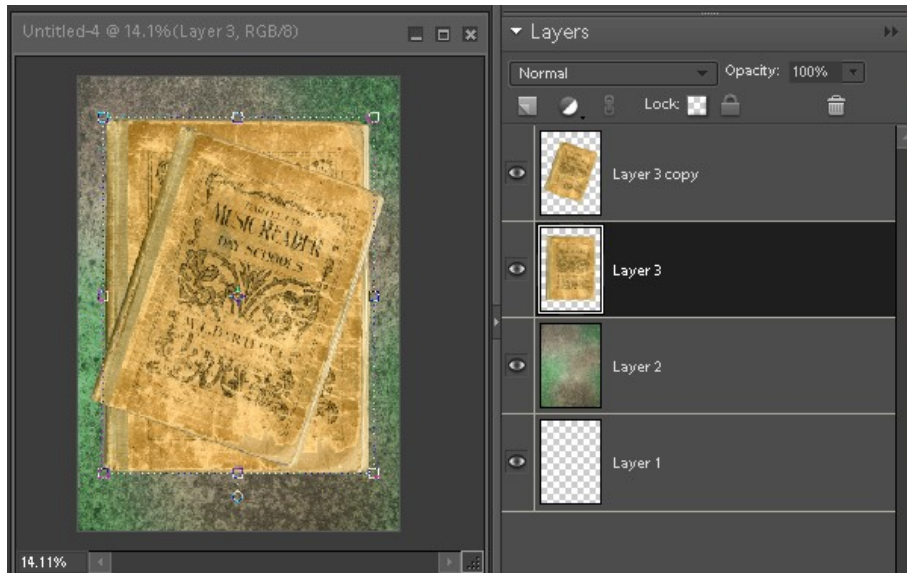 Untitled-4 @ 14.1%(Layer 3, RGB/8)
MUSIC READER
DAY SCHOOLS
14.11%
Layers
Normal
Opacity: 100%
Lock:
Layer 3 copy
Layer 3
Layer 2
Layer 1